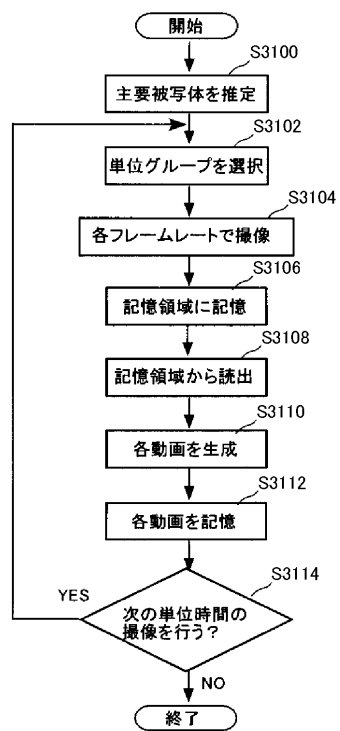 開始
S3100
主要被写体を推定
S3102
単位グループを選択
S3104
各フレームレートで撮像
S3106
記憶領域に記憶
S3108
記憶領域から読出
S3110
各動画を生成
S3112
各動画を記憶
S3114
YES
次の単位時間の
撮像を行う?
NO
終了